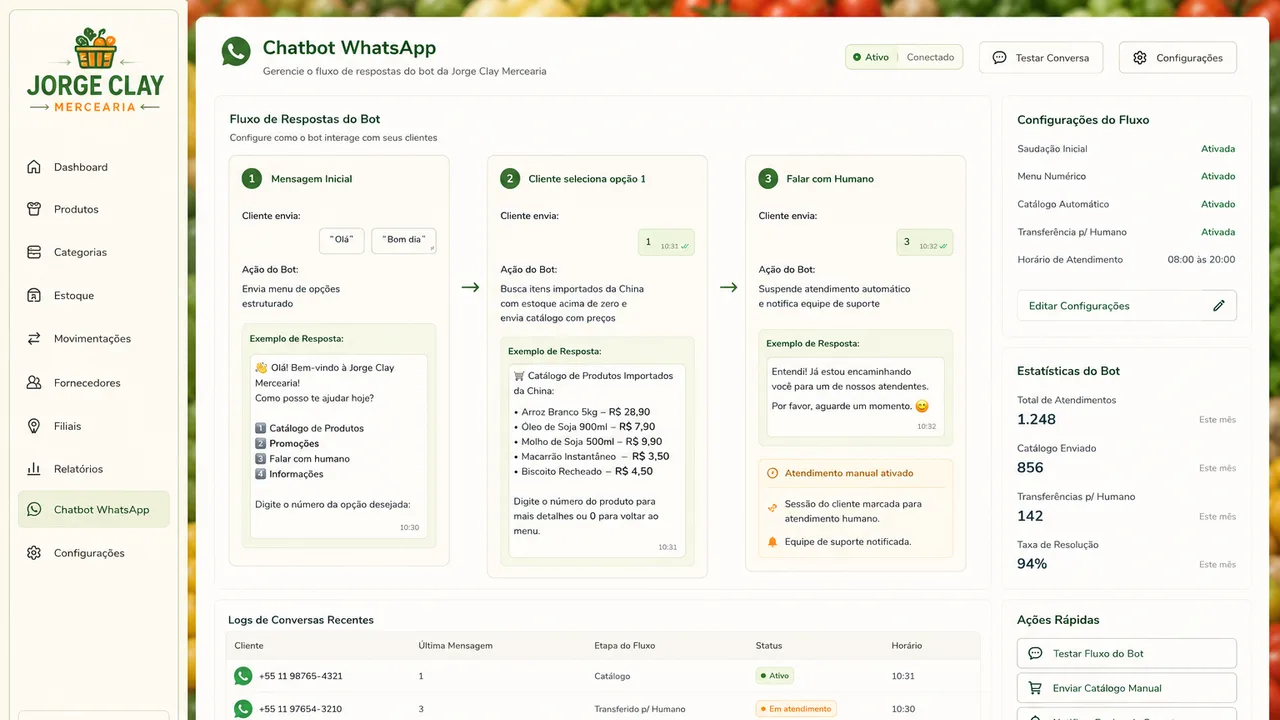 JORGE CLAY
MERCEARIA
Dashboard
Produtos
Categorias
Estoque
Movimentações
Fornecedores
Filiais
Relatórios
Chatbot WhatsApp
Configurações
Chatbot WhatsApp
Gerencie o fluxo de respostas do bot da Jorge Clay Mercearia
Ativo
Conectado
Testar Conversa
Configurações
Fluxo de Respostas do Bot
Configure como o bot interage com seus clientes
1 Mensagem Inicial
Cliente envia:
"Olá"
"Bom dia"
Ação do Bot:
Envia menu de opções
estruturado
Exemplo de Resposta:
👋 Olá! Bem-vindo à Jorge Clay
Mercearia!
Como posso te ajudar hoje?
1 Catálogo de Produtos
2 Promoções
3 Falar com humano
4 Informações
Digite o número da opção desejada:
10:30
2 Cliente seleciona opção 1
Cliente envia:
1 10:31
Ação do Bot:
Busca itens importados da China
com estoque acima de zero e
envia catálogo com preços
Exemplo de Resposta:
🛒 Catálogo de Produtos Importados
da China:
• Arroz Branco 5kg – R$ 28,90
• Óleo de Soja 900ml – R$ 7,90
• Molho de Soja 500ml – R$ 9,90
• Macarrão Instantâneo – R$ 3,50
• Biscoito Recheado – R$ 4,50
Digite o número do produto para
mais detalhes ou 0 para voltar ao
menu.
10:31
3 Falar com Humano
Cliente envia:
3 10:32
Ação do Bot:
Suspende atendimento automático
e notifica equipe de suporte
Exemplo de Resposta:
Entendi! Já estou encaminhando
você para um de nossos atendentes.
Por favor, aguarde um momento. 😊
10:32
Atendimento manual ativado
Sessão do cliente marcada para
atendimento humano.
Equipe de suporte notificada.
Configurações do Fluxo
Saudação Inicial Ativada
Menu Numérico Ativado
Catálogo Automático Ativado
Transferência p/ Humano Ativada
Horário de Atendimento 08:00 às 20:00
Editar Configurações
Estatísticas do Bot
Total de Atendimentos
1.248 Este mês
Catálogo Enviado
856 Este mês
Transferências p/ Humano
142 Este mês
Taxa de Resolução
94% Este mês
Logs de Conversas Recentes
Cliente Última Mensagem Etapa do Fluxo Status Horário
+55 11 98765-4321 1 Catálogo Ativo 10:31
+55 11 97654-3210 3 Transferido p/ Humano Em atendimento 10:30
Ações Rápidas
Testar Fluxo do Bot
Enviar Catálogo Manual